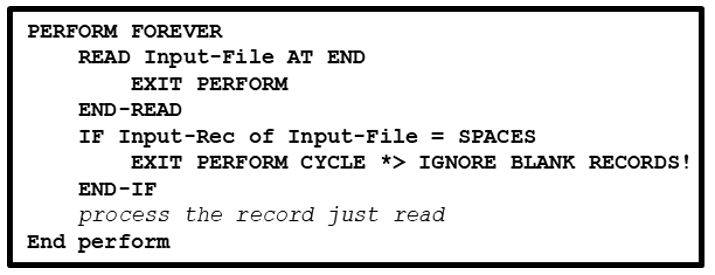 PERFORM FOREVER
READ Input-File AT END
EXIT PERFORM
END-READ
IF Input-Rec of Input-File = SPACES
EXIT PERFORM CYCLE *> IGNORE BLANK RECORDS!
END-IF
process the record just read
End perform